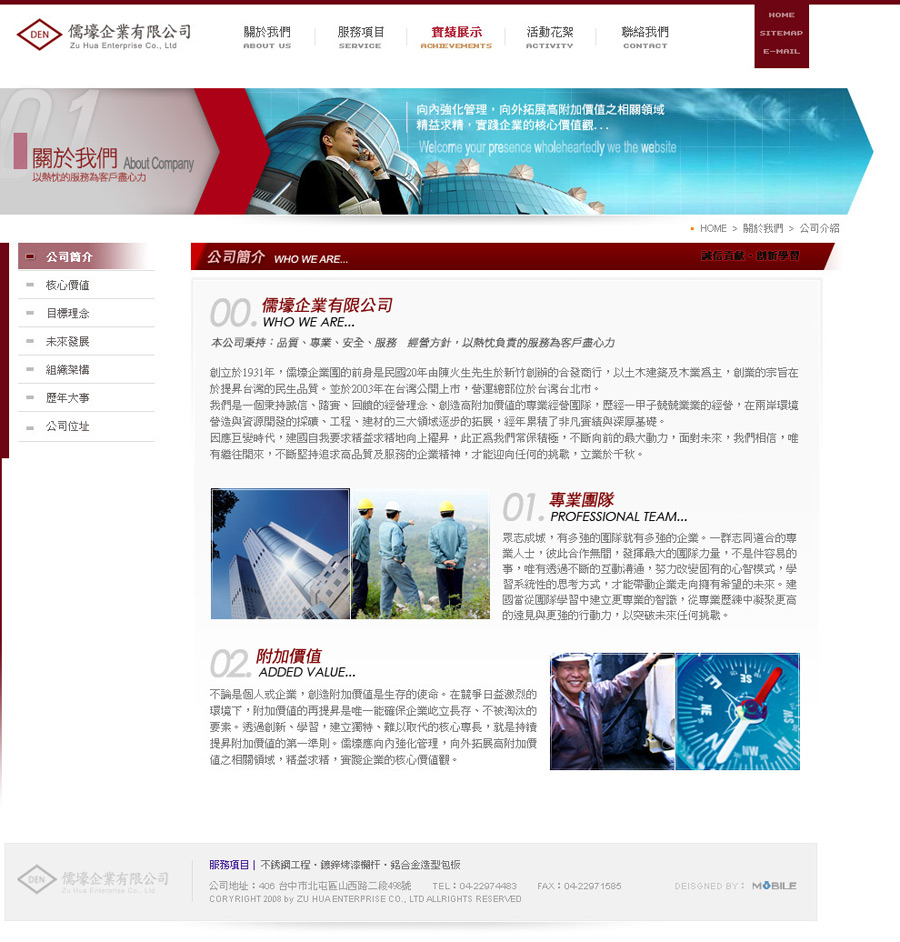 DEN 儒壕企業有限公司
Zu Hua Enterprise Co., Ltd
關於我們 服務項目 實績展示 活動花絮 聯絡我們
ABOUT US SERVICE ACHIEVEMENTS ACTIVITY CONTACT
HOME
SITEMAP
E-MAIL
01
關於我們 About Company
以熱忱的服務為客戶盡心力
向內強化管理，向外拓展高附加價值之相關領域
精益求精，實踐企業的核心價值觀...
Welcome your presence wholeheartedly we the website
HOME > 關於我們 > 公司介紹
公司簡介
核心價值
目標理念
未來發展
組織架構
歷年大事
公司位址
公司簡介 WHO WE ARE...
誠信貢獻・創新學習
00. 儒壕企業有限公司
WHO WE ARE...
本公司秉持：品質、專業、安全、服務 經營方針，以熱忱負責的服務為客戶盡心力
創立於1931年，儒壕企業團的前身是民國20年由陳火生先生於新竹創辦的合發商行，以土木建築及木業為主，創業的宗旨在
於提昇台灣的民生品質。並於2003年在台灣公開上市，營運總部位於台灣台北市。
我們是一個秉持誠信、踏實、回饋的經營理念、創造高附加價值的專業經營團隊，歷經一甲子兢兢業業的經營，在兩岸環境
營造與資源開發的採礦、工程、建材的三大領域逐步的拓展，經年累積了非凡實績與深厚基礎。
因應巨變時代，建國自我要求精益求精地向上擢昇，此正爲我們常保積極，不斷向前的最大動力，面對未來，我們相信，唯
有繼往開來，不斷堅持追求高品質及服務的企業精神，才能迎向任何的挑戰，立業於千秋。
01. 專業團隊
PROFESSIONAL TEAM...
眾志成城，有多強的團隊就有多強的企業。一群志同道合的專
業人士，彼此合作無間，發揮最大的團隊力量，不是件容易的
事，唯有透過不斷的互動溝通，努力改變固有的心智模式，學
習系統性的思考方式，才能帶動企業走向擁有希望的未來。建
國當從團隊學習中建立更專業的智識，從專業歷練中凝聚更高
的遠見與更強的行動力，以突破未來任何挑戰。
02. 附加價值
ADDED VALUE...
不論是個人或企業，創造附加價值是生存的使命。在競爭日益激烈的
環境下，附加價值的再提昇是唯一能確保企業屹立長存、不被淘汰的
要素。透過創新、學習，建立獨特、難以取代的核心專長，就是持續
提昇附加價值的第一準則。儒壕應向內強化管理，向外拓展高附加價
值之相關領域，精益求精，實踐企業的核心價值觀。
NE E SE S SW W N
DEN 儒壕企業有限公司
Zu Hua Enterprise Co., Ltd
服務項目 | 不銹鋼工程・鍍鋅烤漆欄杆・鋁合金造型包板
公司地址：406 台中市北屯區山西路二段498號 TEL：04-22974483 FAX：04-22971585
COPYRIGHT 2008 by ZU HUA ENTERPRISE CO., LTD ALLRIGHTS RESERVED
DEISGNED BY： MOBILE